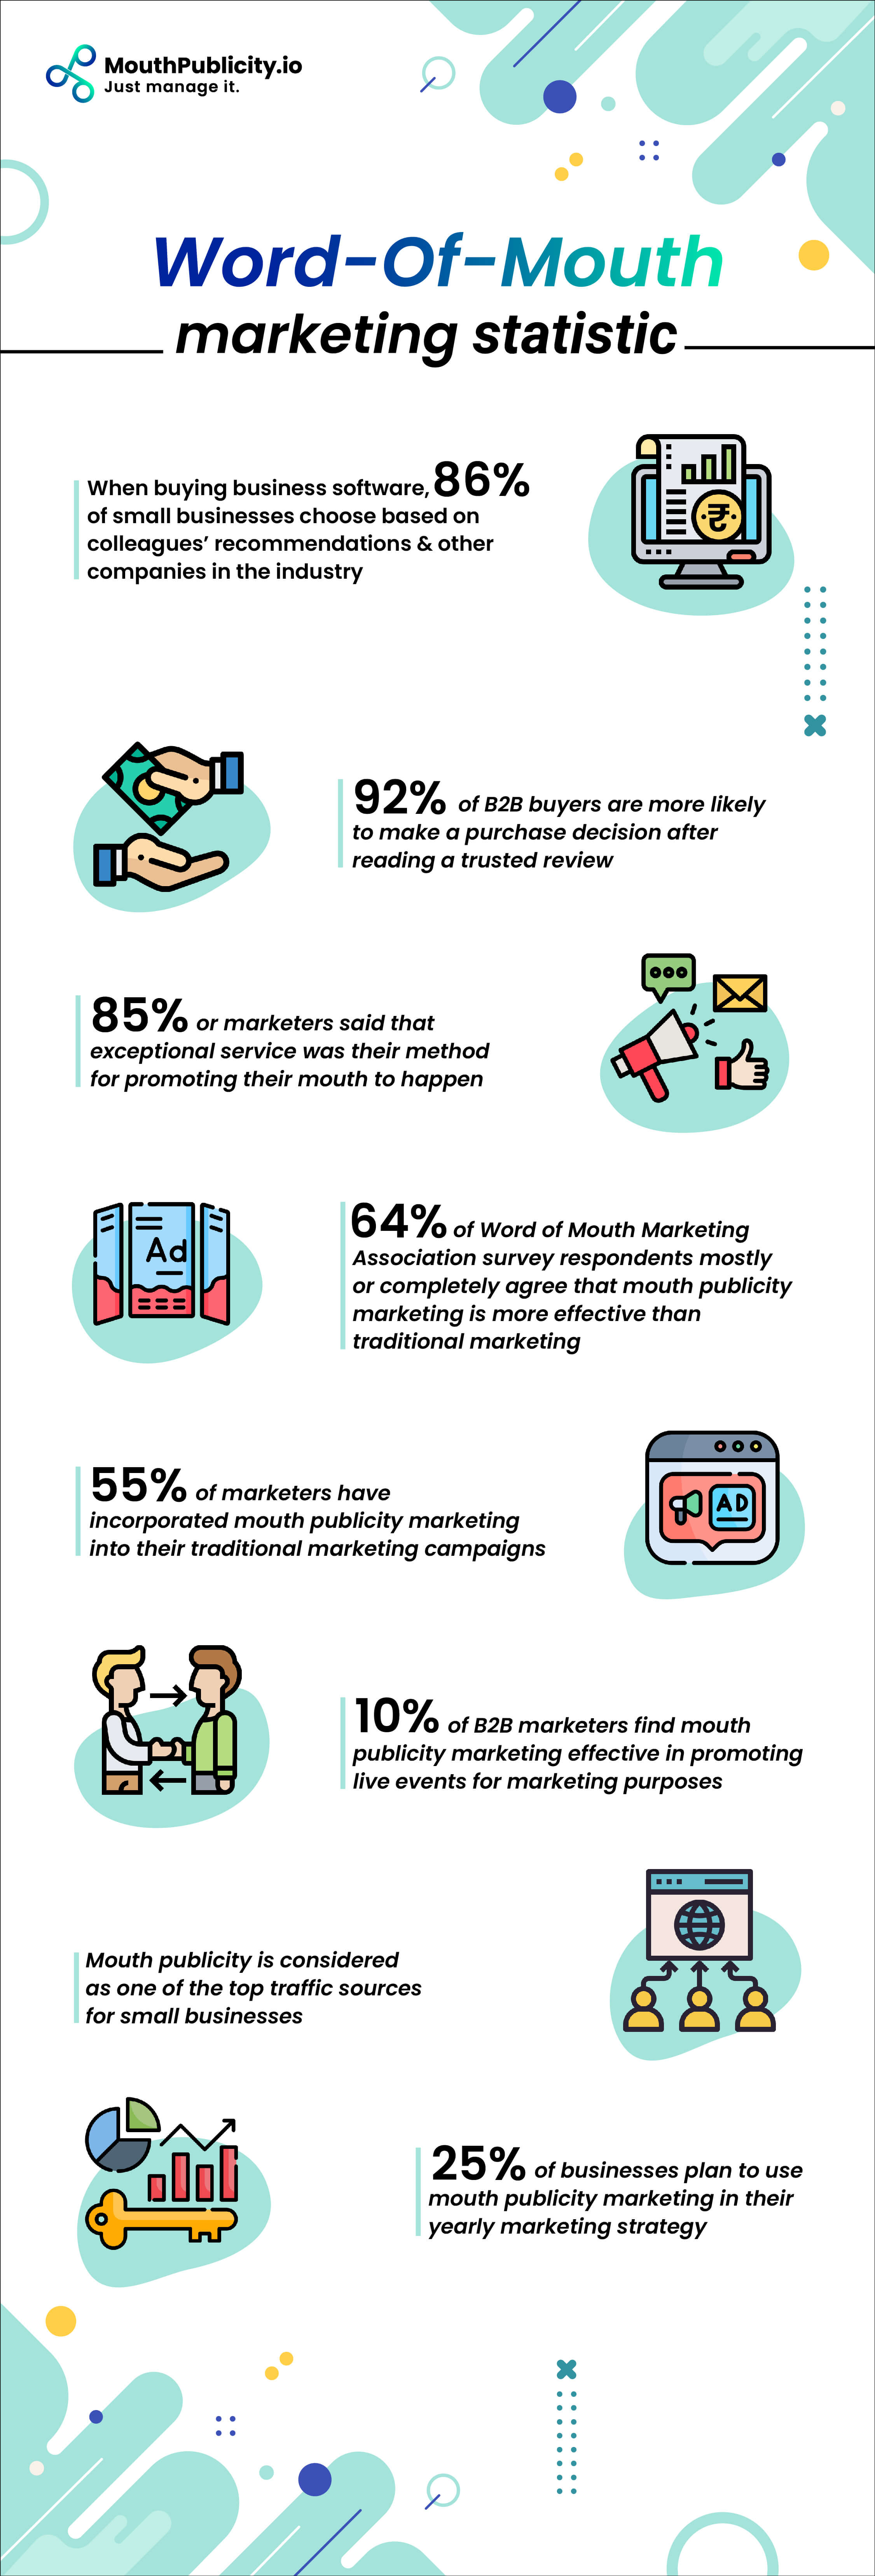 MouthPublicity.io
Just manage it.
Word-Of-Mouth
marketing statistic
When buying business software, 86%
of small businesses choose based on
colleagues’ recommendations & other
companies in the industry
₹
92% of B2B buyers are more likely
to make a purchase decision after
reading a trusted review
85% or marketers said that
exceptional service was their method
for promoting their mouth to happen
Ad
64% of Word of Mouth Marketing
Association survey respondents mostly
or completely agree that mouth publicity
marketing is more effective than
traditional marketing
55% of marketers have
incorporated mouth publicity marketing
into their traditional marketing campaigns
AD
10% of B2B marketers find mouth
publicity marketing effective in promoting
live events for marketing purposes
Mouth publicity is considered
as one of the top traffic sources
for small businesses
25% of businesses plan to use
mouth publicity marketing in their
yearly marketing strategy